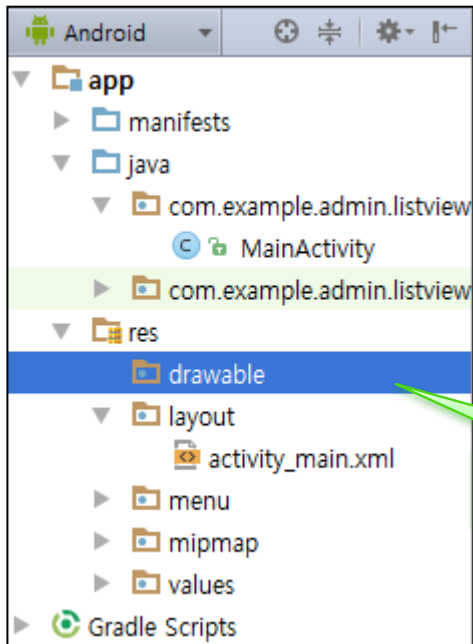 Android
app
manifests
java
com.example.admin.listview
MainActivity
com.example.admin.listview
res
drawable
layout
activity_main.xml
menu
mipmap
values
Gradle Scripts